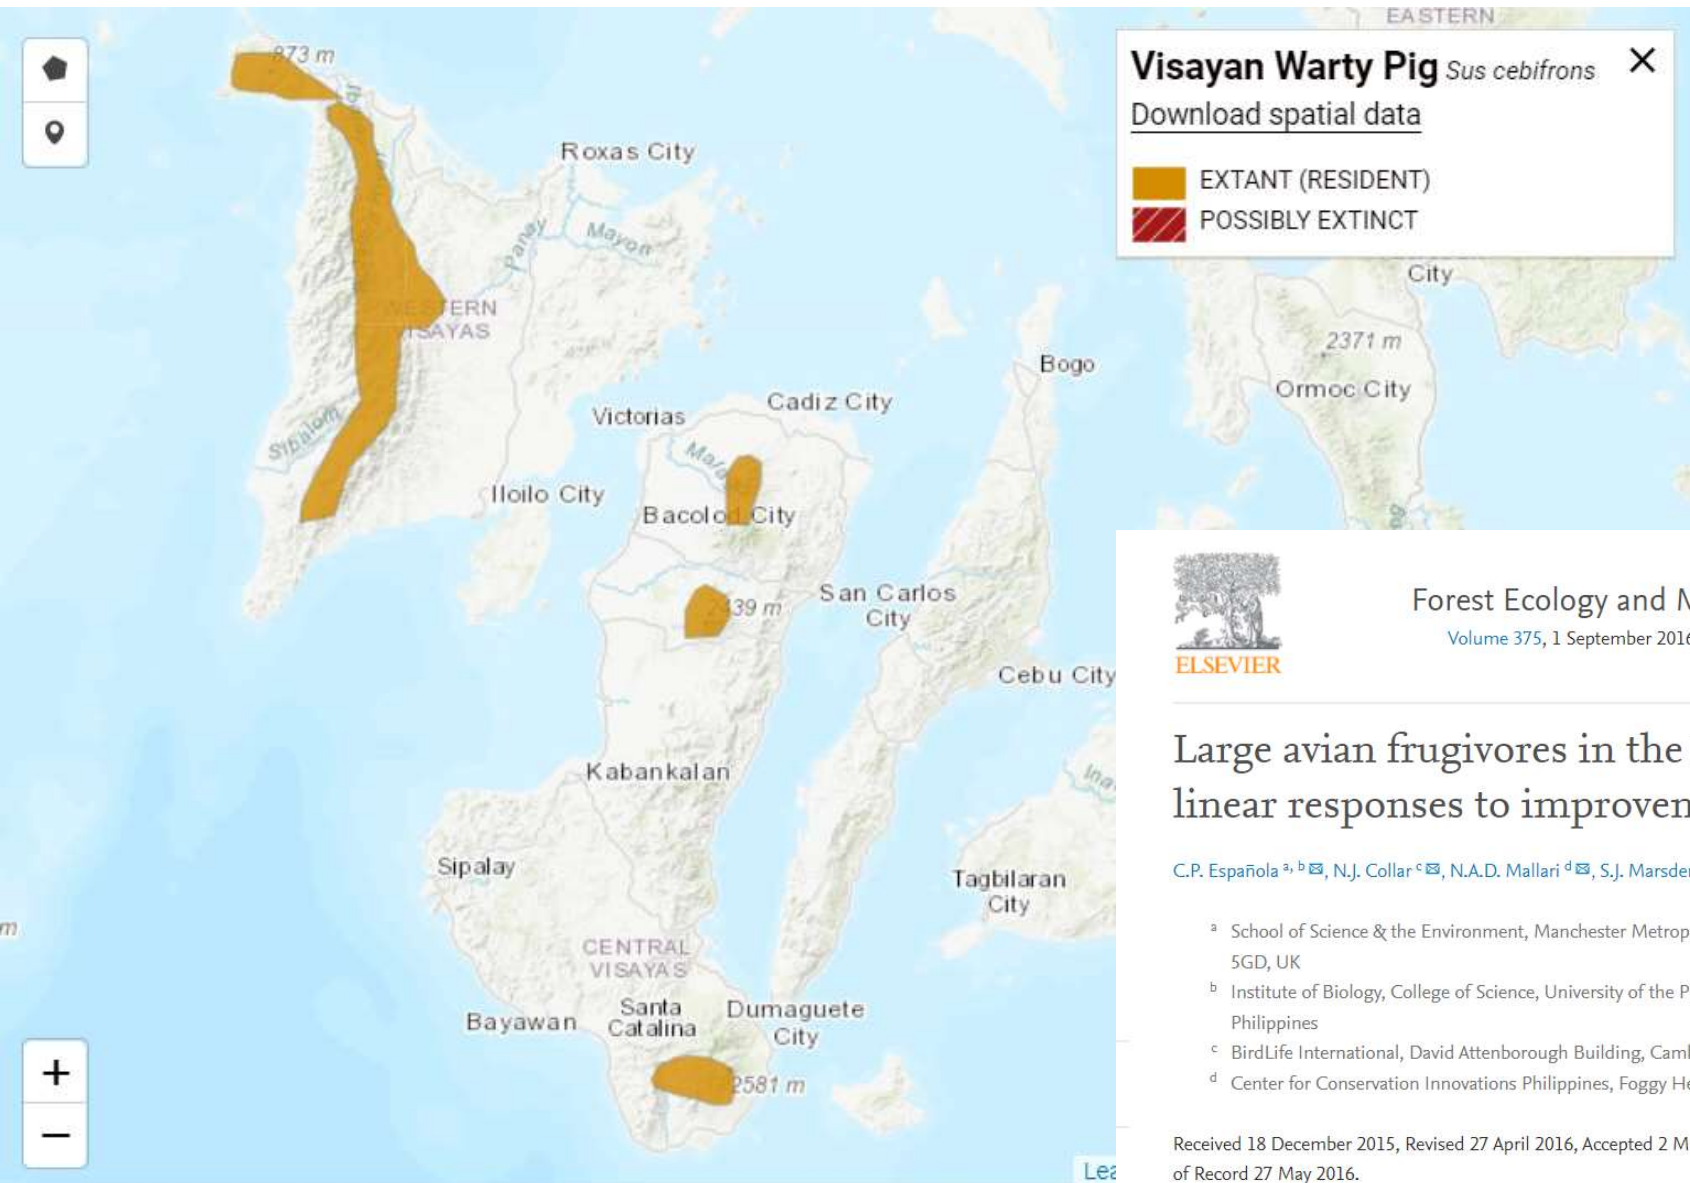 EASTERN
873 m
Roxas City
Panay
Mayon
WESTERN
VISAYAS
Sibalom
Iloilo City
Victorias
Cadiz City
Bacolod City
Bogo
San Carlos
City
Cebu City
Kabankalan
Sipalay
Tagbilaran
City
CENTRAL
VISAYAS
Santa
Catalina
Bayawan
Dumaguete
City
2581 m
City
2371 m
Ormoc City
m
+
−
Lea
Visayan Warty Pig Sus cebifrons
Download spatial data
EXTANT (RESIDENT)
POSSIBLY EXTINCT
ELSEVIER
Forest Ecology and M
Volume 375, 1 September 2016
Large avian frugivores in the
linear responses to improven
C.P. Española a, b, N.J. Collar c, N.A.D. Mallari d, S.J. Marsden
a School of Science & the Environment, Manchester Metrop
5GD, UK
b Institute of Biology, College of Science, University of the P
Philippines
c BirdLife International, David Attenborough Building, Caml
d Center for Conservation Innovations Philippines, Foggy He
Received 18 December 2015, Revised 27 April 2016, Accepted 2 M
of Record 27 May 2016.